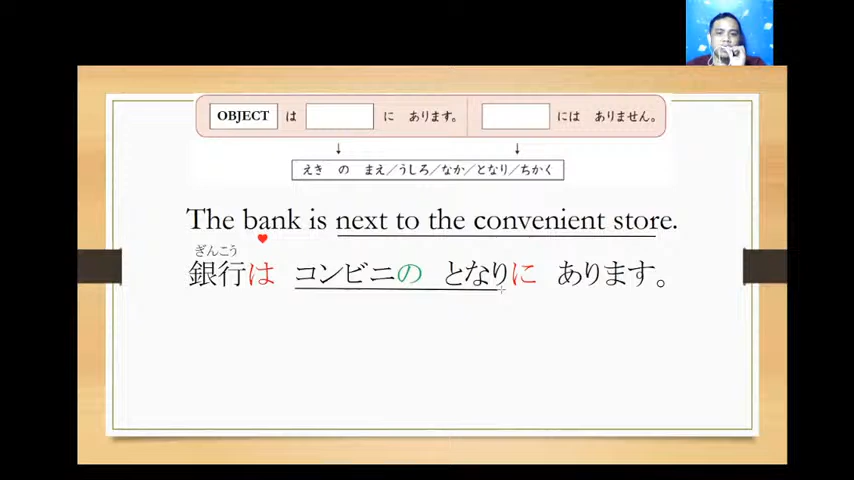 OBJECT は に あります。 には ありません。
えき の まえ/うしろ/なか/となり/ちかく
The bank is next to the convenient store.
ぎんこう
銀行は コンビニの となりに あります。